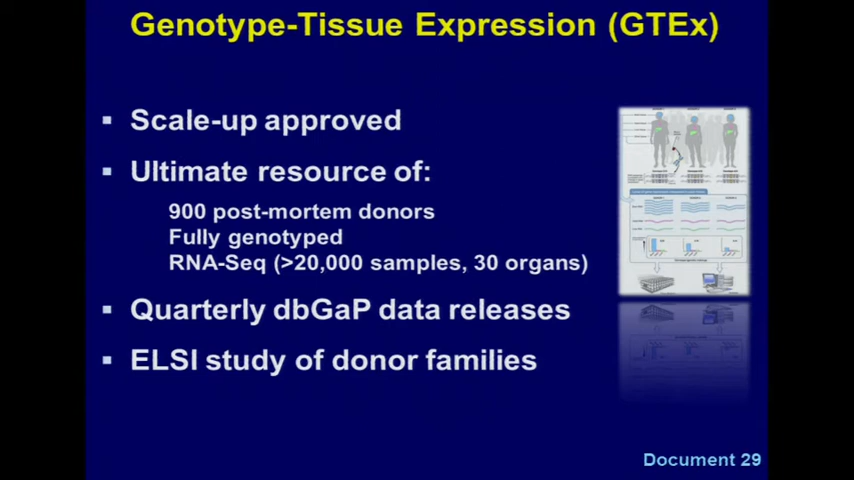 Genotype-Tissue Expression (GTEx)
▪ Scale-up approved
▪ Ultimate resource of:
900 post-mortem donors
Fully genotyped
RNA-Seq (>20,000 samples, 30 organs)
▪ Quarterly dbGaP data releases
▪ ELSI study of donor families
Document 29